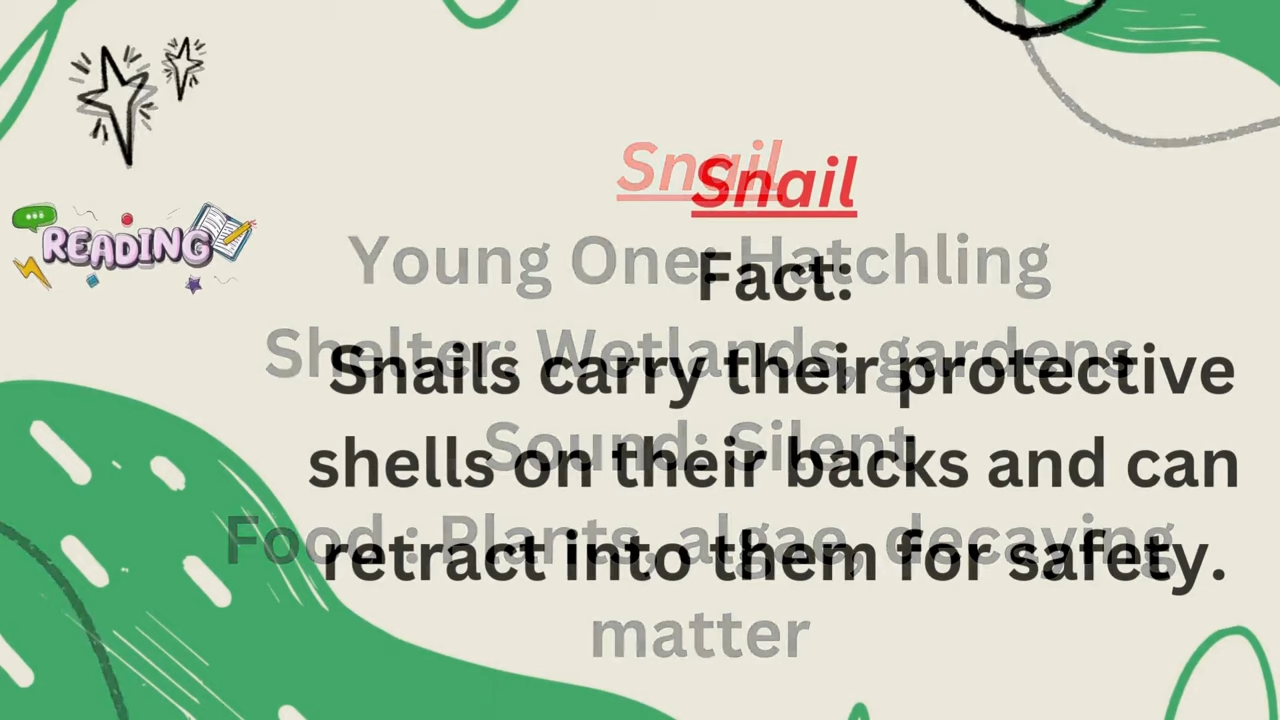 READING
Snail
Young One: Hatchling
Shelter: Wetlands, gardens
Sound: Silent
Food : Plants, algae, decaying
matter
Snail
Fact:
Snails carry their protective
shells on their backs and can
retract into them for safety.